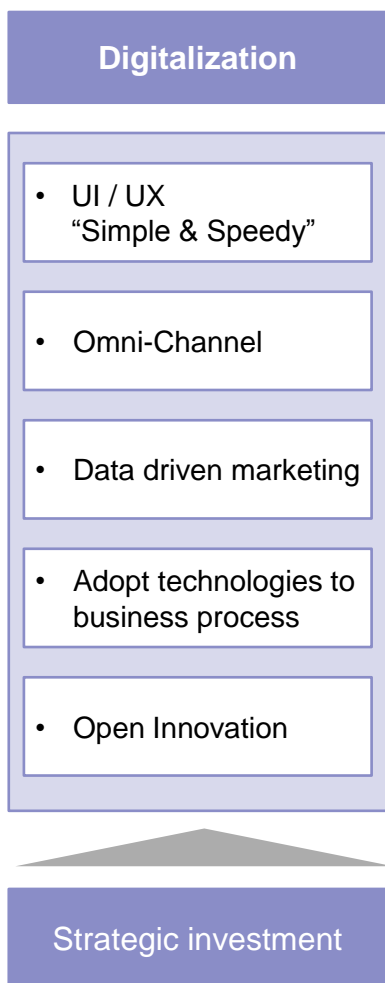 Digitalization
• UI / UX
“Simple & Speedy”
• Omni-Channel
• Data driven marketing
• Adopt technologies to
business process
• Open Innovation
Strategic investment